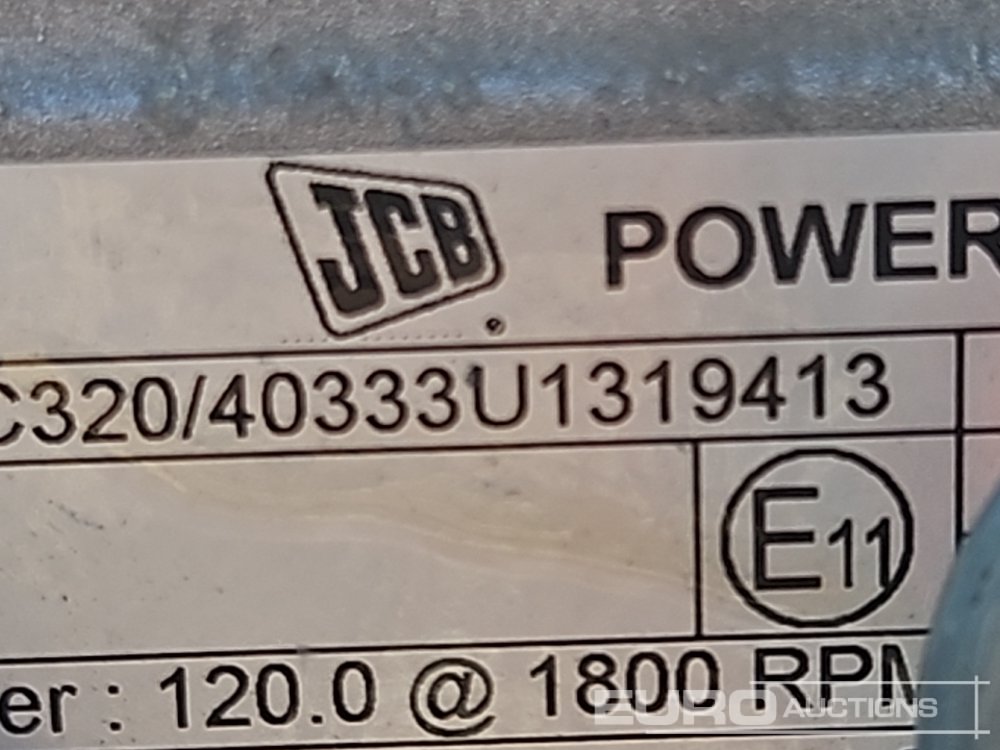 JCB POWER
C320/40333U1319413
E11
er : 120.0 @ 1800 RPM
EURO AUCTIONS